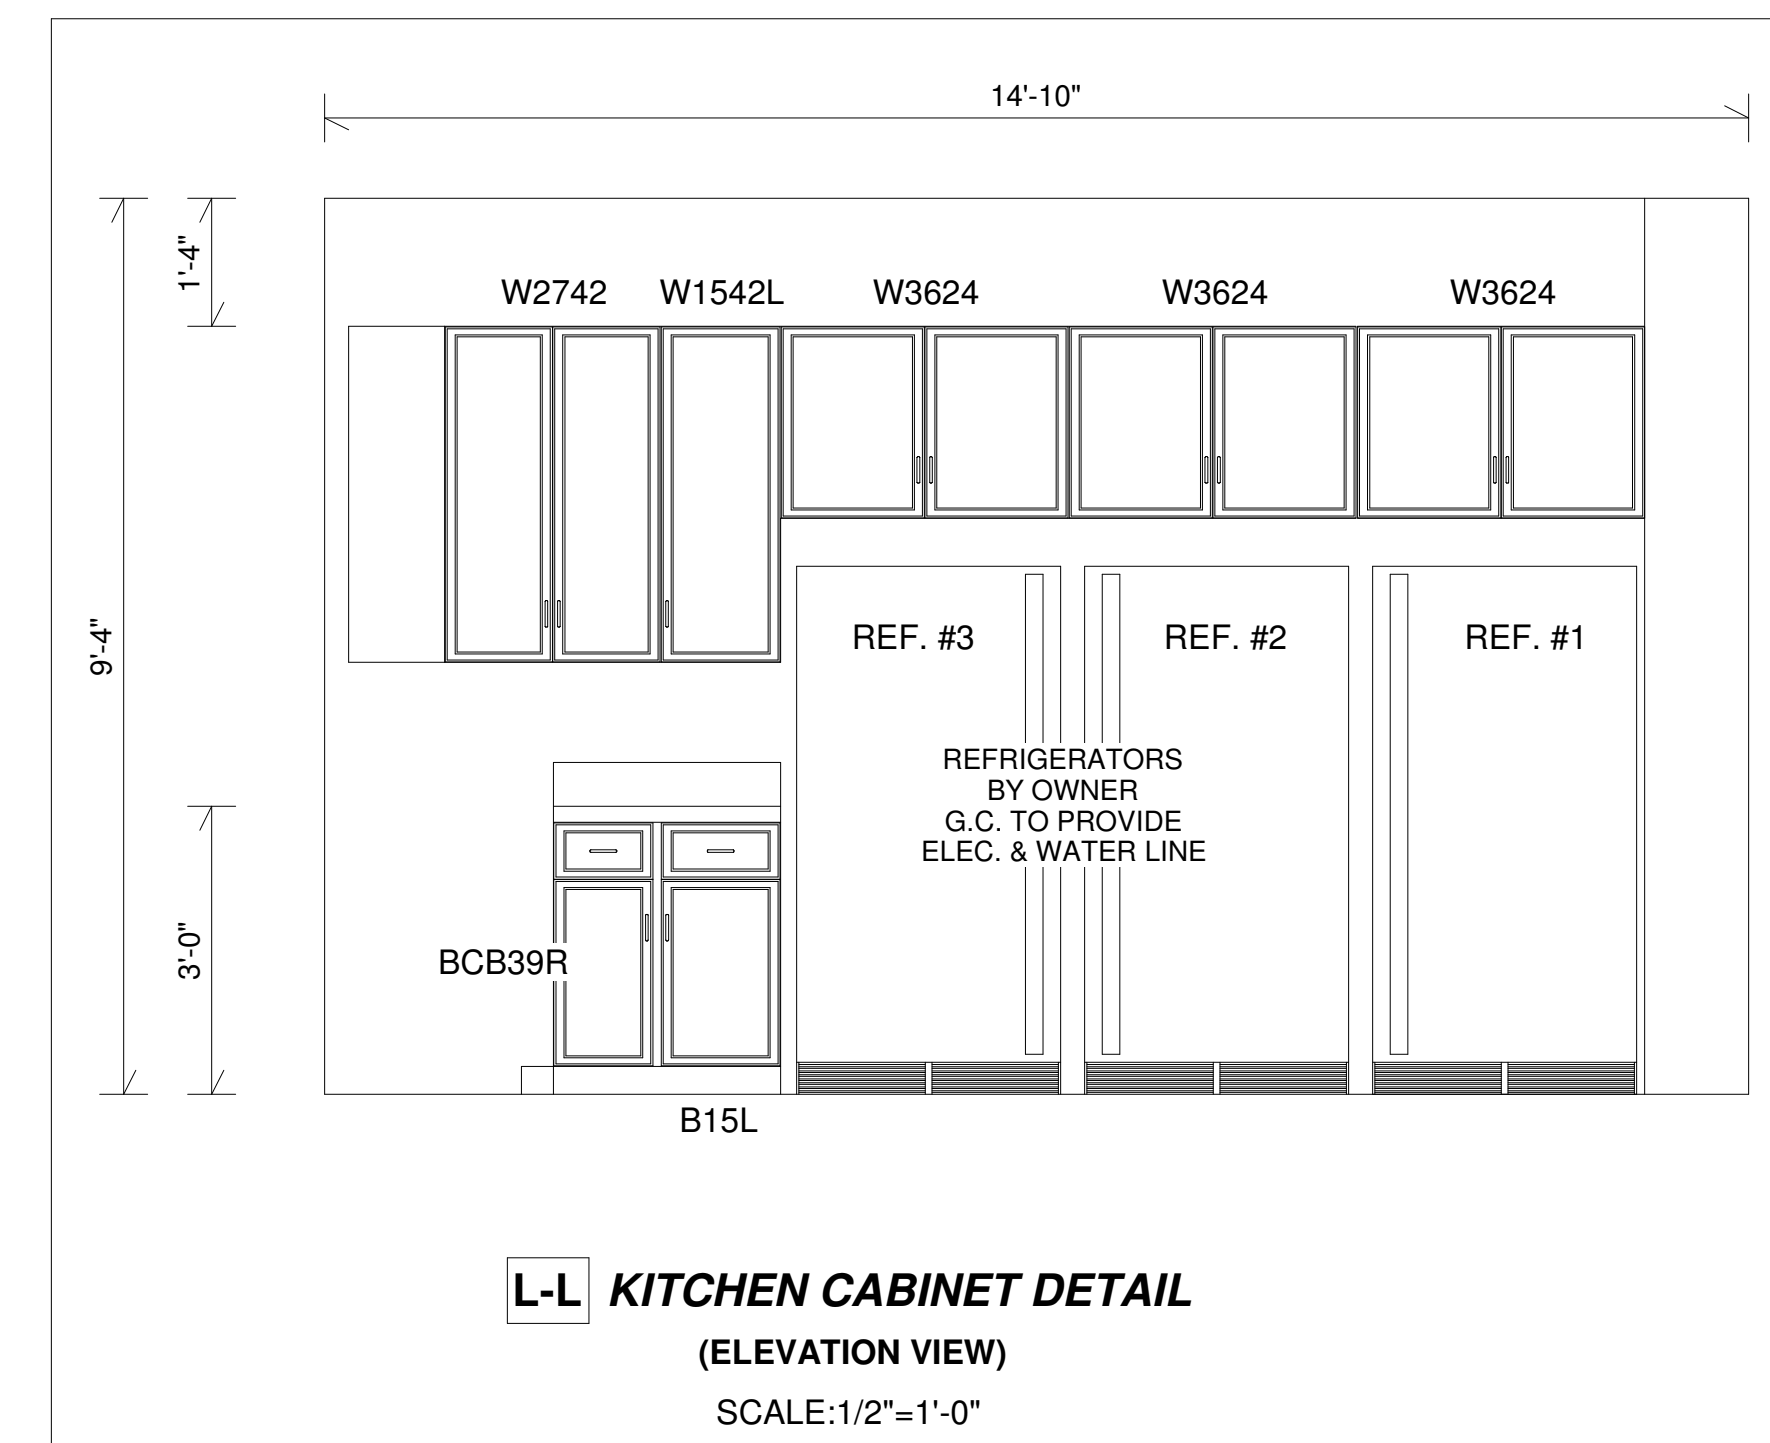 14'-10"
1'-4"
W2742 W1542L W3624 W3624 W3624
9'-4"
REF. #3 REF. #2 REF. #1
REFRIGERATORS
BY OWNER
G.C. TO PROVIDE
ELEC. & WATER LINE
3'-0"
BCB39R
B15L
L-L KITCHEN CABINET DETAIL
(ELEVATION VIEW)
SCALE:1/2"=1'-0"